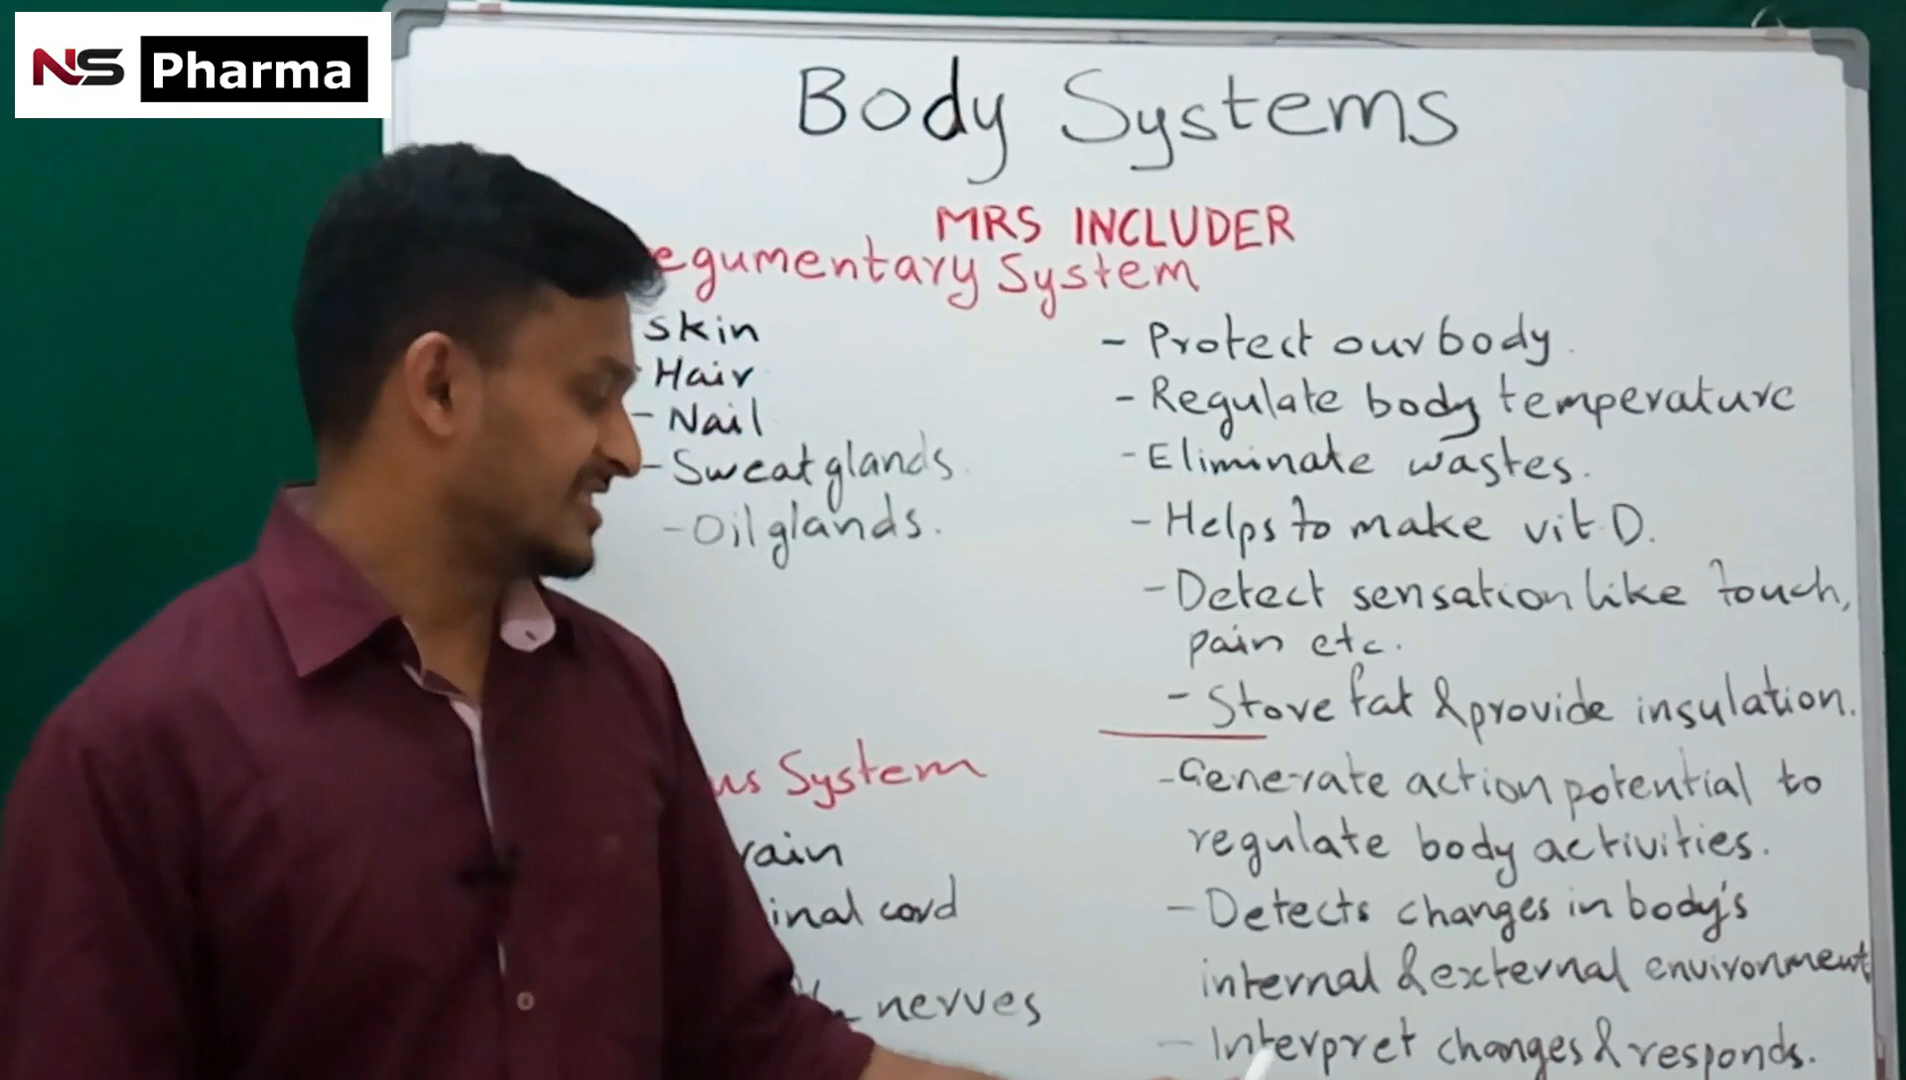 NS Pharma
Body Systems
MRS INCLUDER
egumentary System
skin
- Hair
- Nail
- Sweat glands.
- Oil glands.
- Protect our body.
- Regulate body temperature
- Eliminate wastes.
- Helps to make vit D.
- Detect sensation like touch,
pain etc.
- Store fat & provide insulation.
us System
rain
inal cord
nerves
- Generate action potential to
regulate body activities.
- Detects changes in body's
internal & external environment
- Interpret changes & responds.